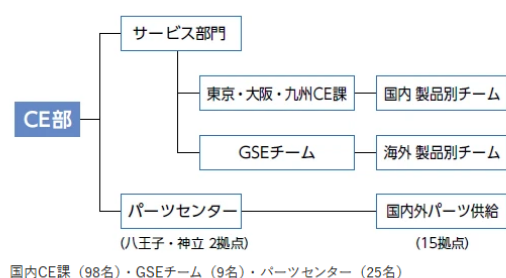 サービス部門
東京・大阪・九州CE課
国内 製品別チーム
CE部
GSEチーム
海外 製品別チーム
パーツセンター
国内外パーツ供給
(八王子・神立 2拠点)
(15拠点)
国内CE課（98名）・GSEチーム（9名）・パーツセンター（25名）